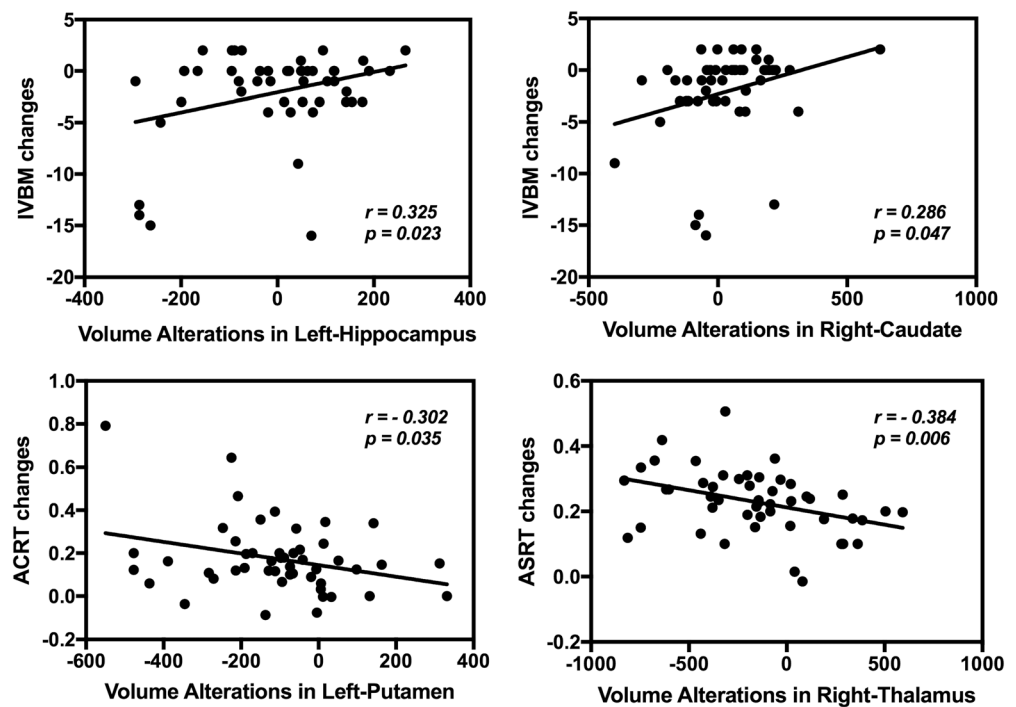 5
0
-5
-10
-15
-20
IVBM changes
r = 0.325
p = 0.023
-400 -200 0 200 400
Volume Alterations in Left-Hippocampus
5
0
-5
-10
-15
-20
IVBM changes
r = 0.286
p = 0.047
-500 0 500 1000
Volume Alterations in Right-Caudate
1.0
0.8
0.6
0.4
0.2
0.0
-0.2
ACRT changes
r = - 0.302
p = 0.035
-600 -400 -200 0 200 400
Volume Alterations in Left-Putamen
0.6
0.4
0.2
0.0
-0.2
ASRT changes
r = - 0.384
p = 0.006
-1000 -500 0 500 1000
Volume Alterations in Right-Thalamus